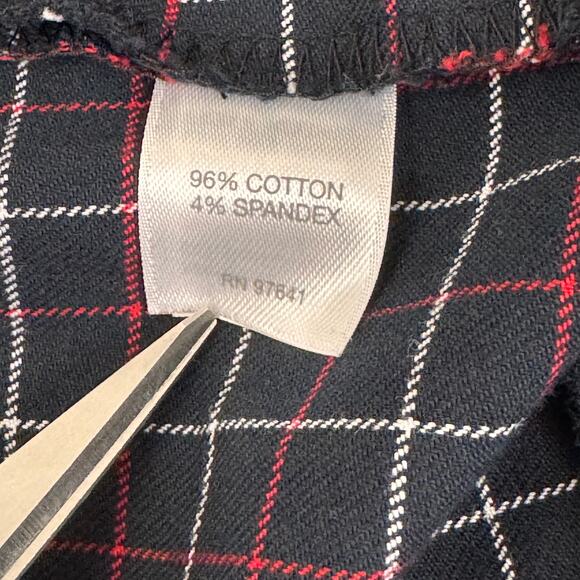 96% COTTON
4% SPANDEX
RN 97641